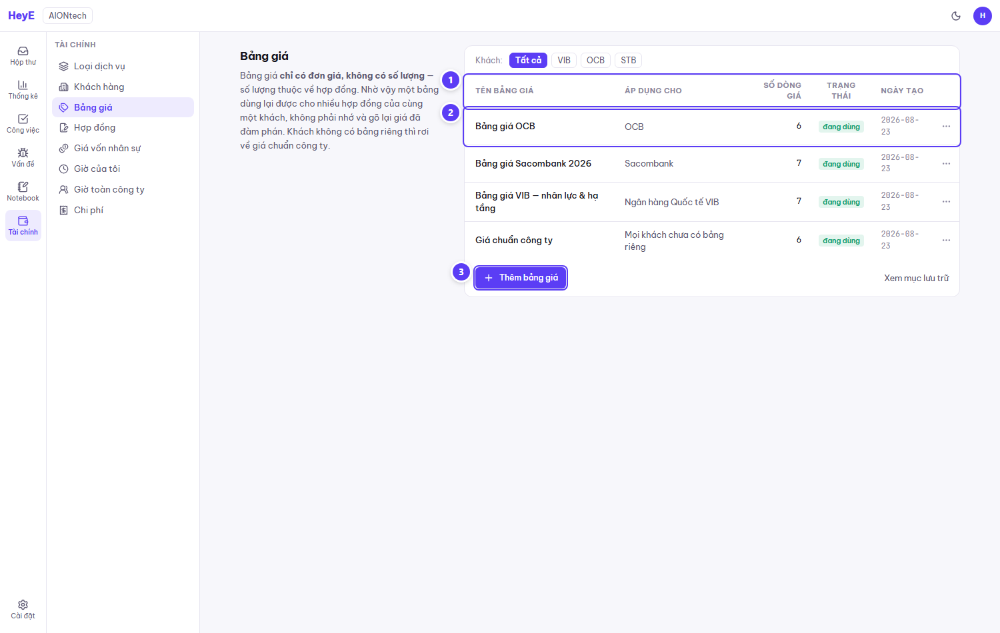 HeyE
AIONtech
H
Hộp thư
Thống kê
Công việc
Vấn đề
Notebook
Tài chính
Cài đặt
TÀI CHÍNH
Loại dịch vụ
Khách hàng
Bảng giá
Hợp đồng
Giá vốn nhân sự
Giờ của tôi
Giờ toàn công ty
Chi phí
Bảng giá
Bảng giá chỉ có đơn giá, không có số lượng —
số lượng thuộc về hợp đồng. Nhờ vậy một bảng
dùng lại được cho nhiều hợp đồng của cùng
một khách, không phải nhớ và gõ lại giá đã
đàm phán. Khách không có bảng riêng thì rơi
về giá chuẩn công ty.
Khách: Tất cả VIB OCB STB
1
TÊN BẢNG GIÁ ÁP DỤNG CHO SỐ DÒNG GIÁ TRẠNG THÁI NGÀY TẠO
2
Bảng giá OCB OCB 6 đang dùng 2026-08-23
Bảng giá Sacombank 2026 Sacombank 7 đang dùng 2026-08-23
Bảng giá VIB — nhân lực & hạ tầng Ngân hàng Quốc tế VIB 7 đang dùng 2026-08-23
Giá chuẩn công ty Mọi khách chưa có bảng riêng 6 đang dùng 2026-08-23
3
Thêm bảng giá
Xem mục lưu trữ